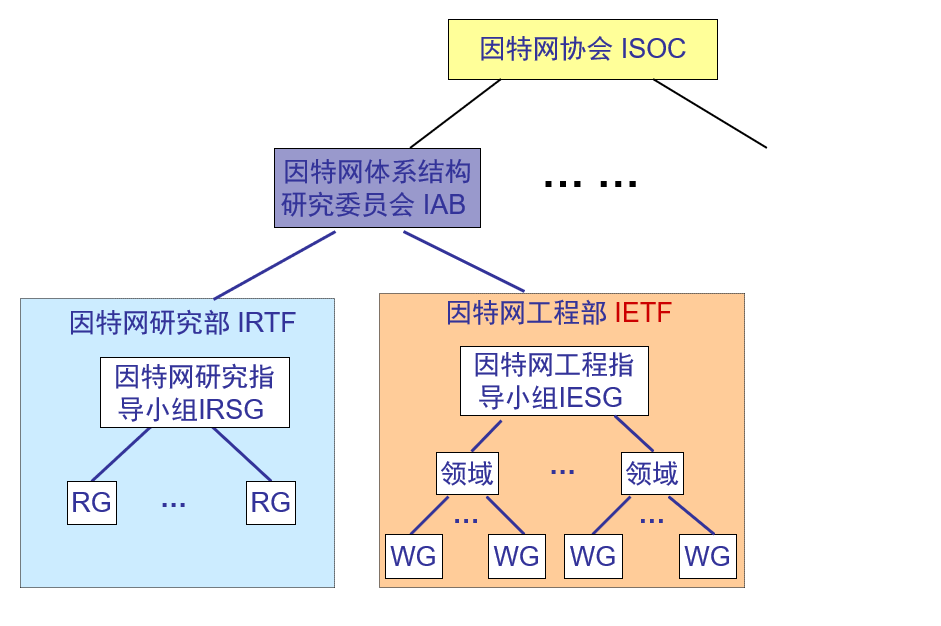 因特网协会 ISOC
因特网体系结构
研究委员会 IAB
… …
因特网研究部 IRTF
因特网研究指
导小组IRSG
RG
…
RG
因特网工程部 IETF
因特网工程指
导小组IESG
领域
…
领域
…
…
WG
WG
WG
WG